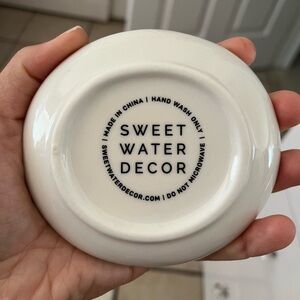 SWEET
WATER
DECOR
| MADE IN CHINA | HAND WASH ONLY | DO NOT MICROWAVE | SWEETWATERDECOR.COM